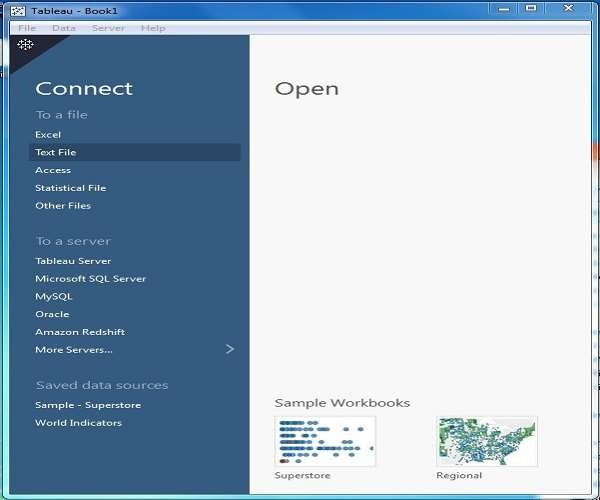 Tableau - Book1
File Data Server Help
Connect
To a file
Excel
Text File
Access
Statistical File
Other Files
To a server
Tableau Server
Microsoft SQL Server
MySQL
Oracle
Amazon Redshift
More Servers...
Saved data sources
Sample - Superstore
World Indicators
Open
Sample Workbooks
Superstore
Regional